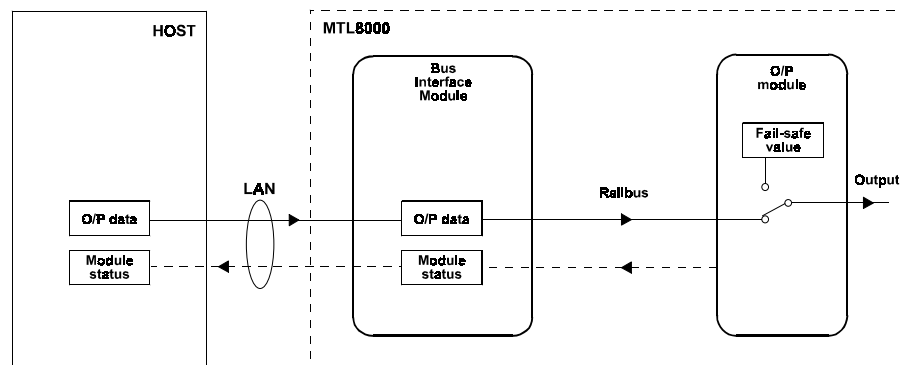 HOST
MTL8000
Bus
Interface
Module
O/P
module
Fail-safe
value
LAN
Railbus
Output
O/P data
O/P data
Module
status
Module
status